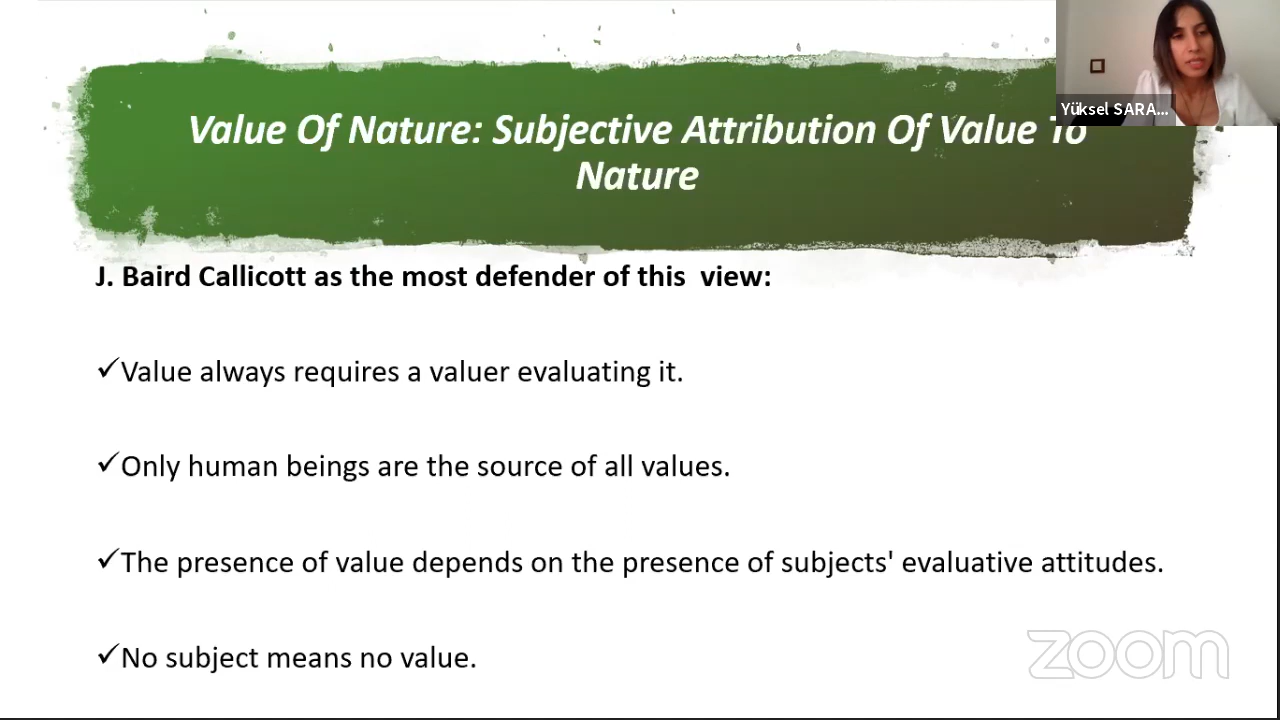 Value Of Nature: Subjective Attribution Of Value To
Nature
Yüksel SARA...
J. Baird Callicott as the most defender of this  view:
✓Value always requires a valuer evaluating it.
✓Only human beings are the source of all values.
✓The presence of value depends on the presence of subjects' evaluative attitudes.
✓No subject means no value.
zoom